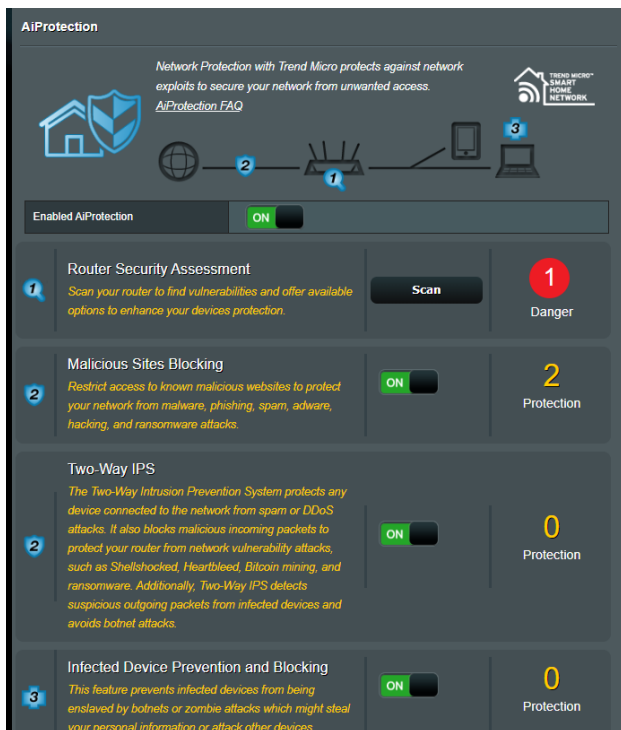 AiProtection
Network Protection with Trend Micro protects against network
exploits to secure your network from unwanted access.
AiProtection FAQ
TREND MICRO™
SMART
HOME
NETWORK
3
2
1
Enabled AiProtection
ON
1
Router Security Assessment
Scan your router to find vulnerabilities and offer available
options to enhance your devices protection.
Scan
1
Danger
2
Malicious Sites Blocking
Restrict access to known malicious websites to protect
your network from malware, phishing, spam, adware,
hacking, and ransomware attacks.
ON
2
Protection
2
Two-Way IPS
The Two-Way Intrusion Prevention System protects any
device connected to the network from spam or DDoS
attacks. It also blocks malicious incoming packets to
protect your router from network vulnerability attacks,
such as Shellshocked, Heartbleed, Bitcoin mining, and
ransomware. Additionally, Two-Way IPS detects
suspicious outgoing packets from infected devices and
avoids botnet attacks.
ON
0
Protection
3
Infected Device Prevention and Blocking
This feature prevents infected devices from being
enslaved by botnets or zombie attacks which might steal
your personal information or attack other devices.
ON
0
Protection